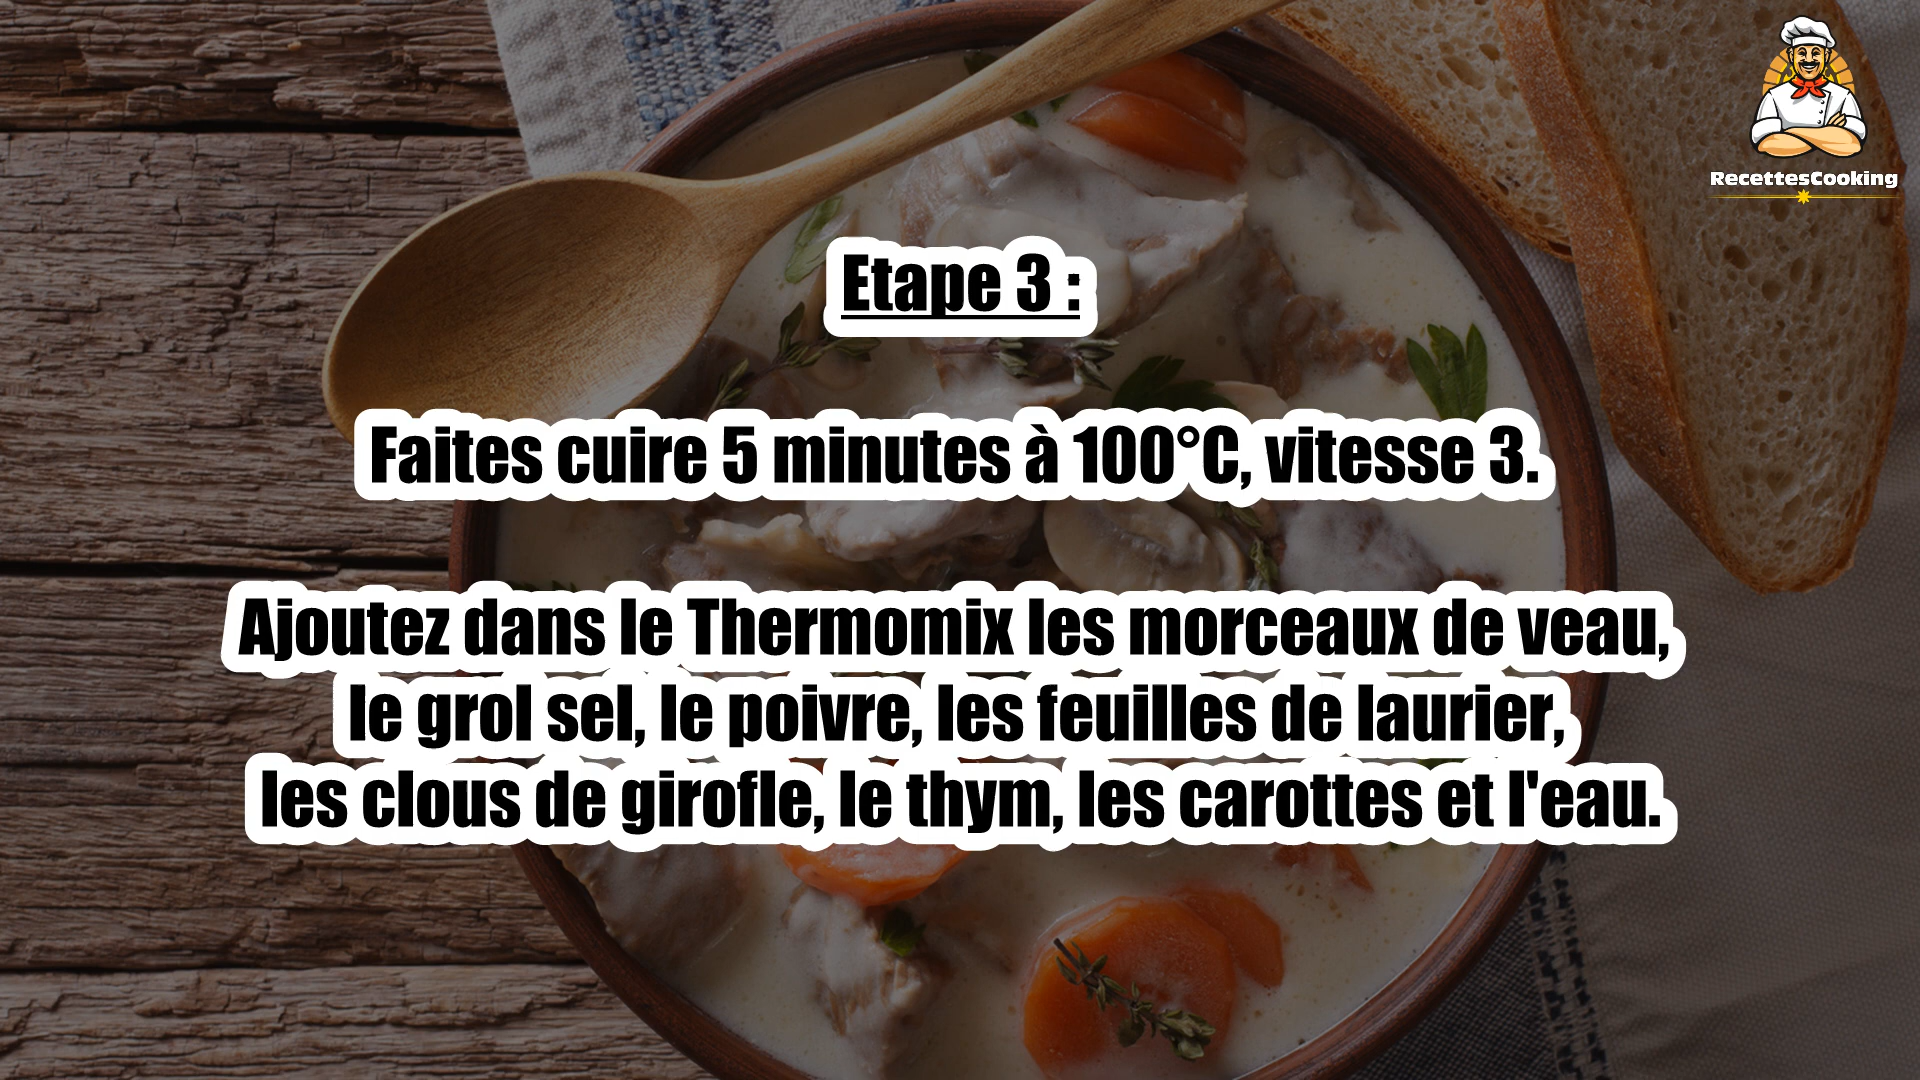 RecettesCooking
Etape 3 :
Faites cuire 5 minutes à 100°C, vitesse 3.
Ajoutez dans le Thermomix les morceaux de veau,
le grol sel, le poivre, les feuilles de laurier,
les clous de girofle, le thym, les carottes et l'eau.